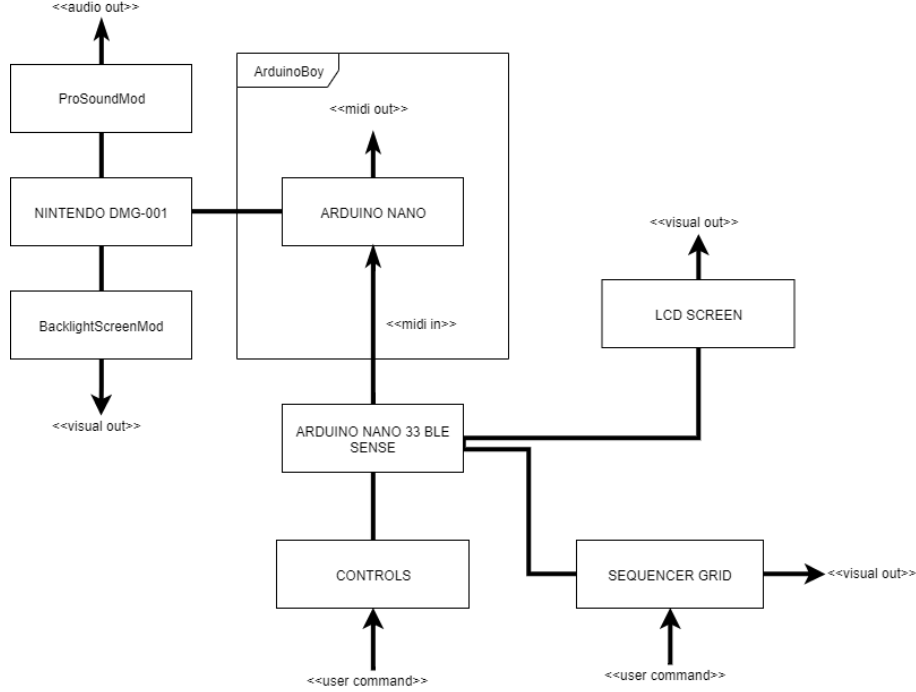 <<audio out>>
ProSoundMod
ArduinoBoy
<<midi out>>
NINTENDO DMG-001
ARDUINO NANO
<<visual out>>
BacklightScreenMod
<<midi in>>
LCD SCREEN
<<visual out>>
ARDUINO NANO 33 BLE
SENSE
CONTROLS
SEQUENCER GRID
<<visual out>>
<<user command>>
<<user command>>